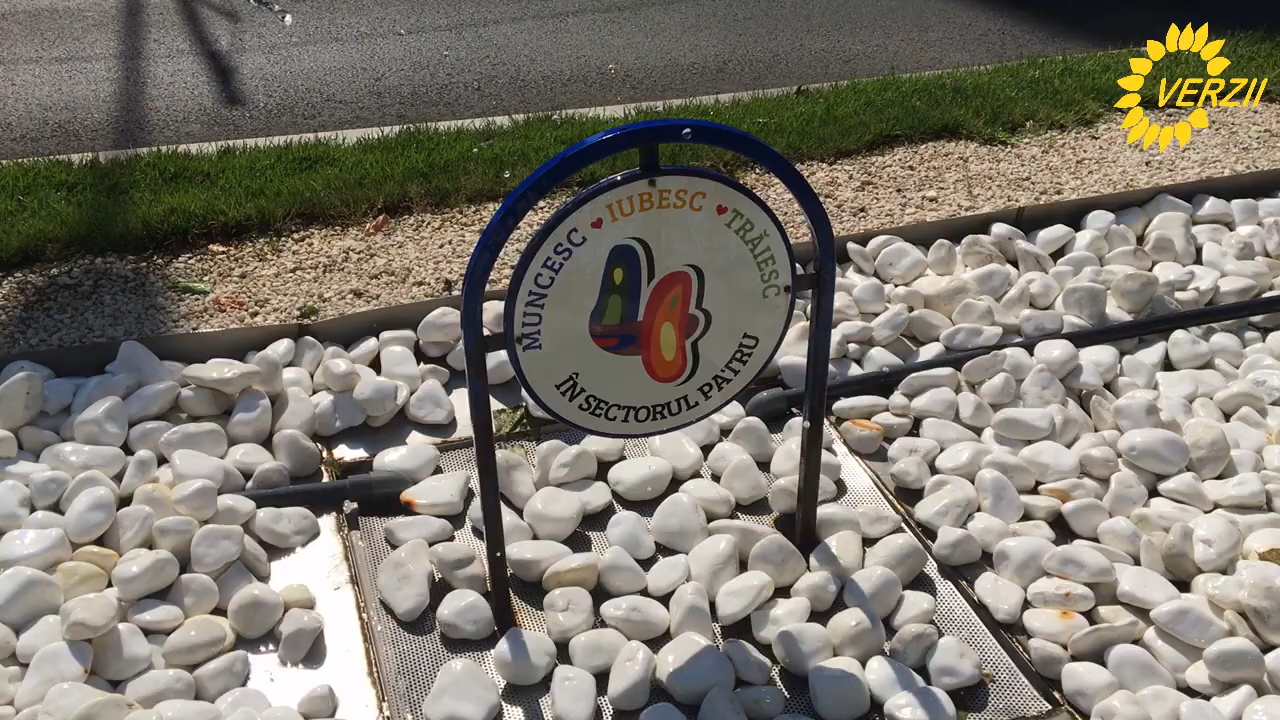 VERZII
MUNCESC ♥ IUBESC ♥ TRĂIESC
4
ÎN SECTORUL PATRU